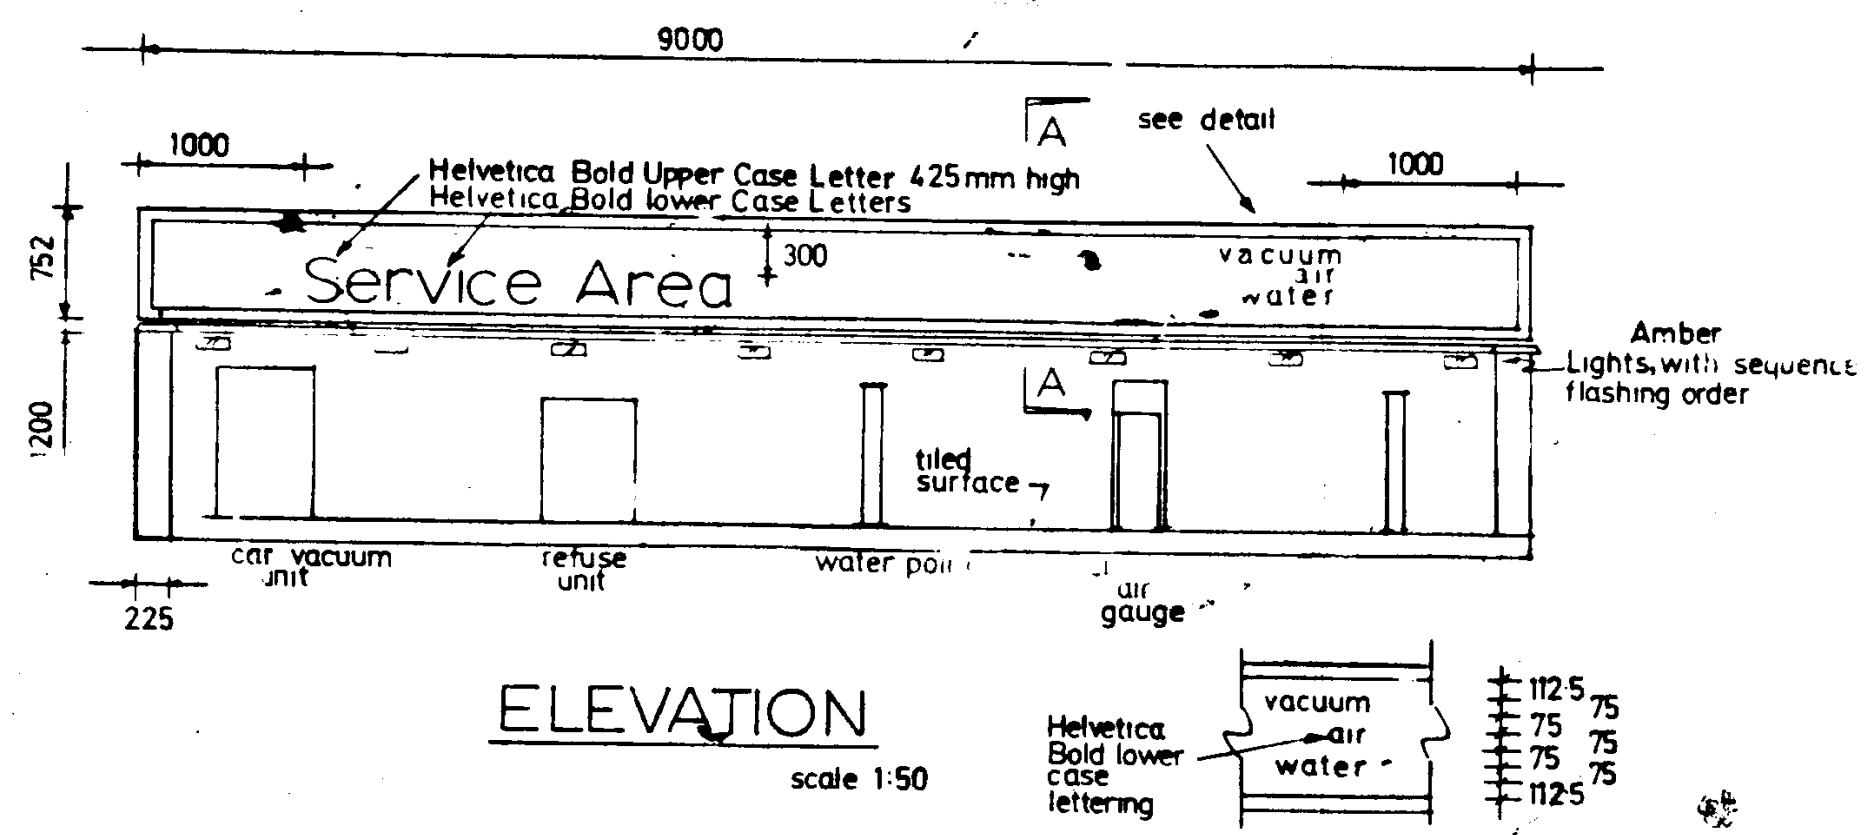 9000
A
see detail
1000
1000
Helvetica Bold Upper Case Letter 425mm high
Helvetica Bold lower Case Letters
752
300
Service Area
vacuum
air
water
Amber
Lights, with sequence
flashing order
1200
A
tiled
surface
car vacuum
unit
refuse
unit
water
air
gauge
225
ELEVATION
scale 1:50
Helvetica
Bold lower
case
lettering
vacuum
air
water
112·5
75
75
75
75
75
112·5